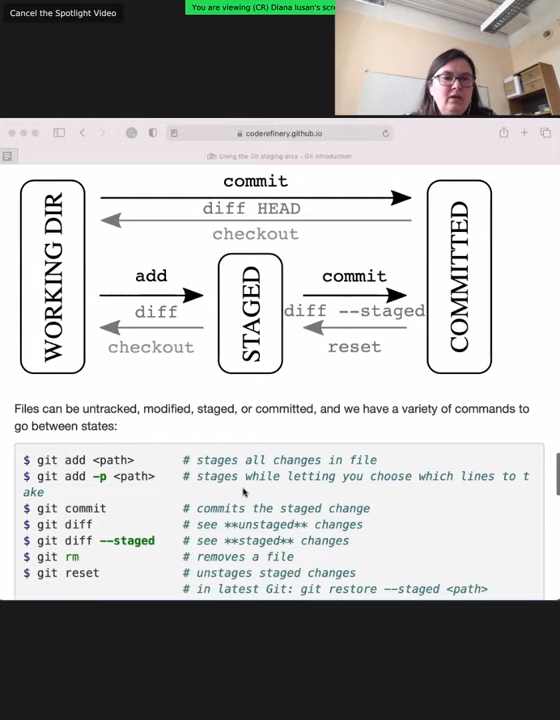 Cancel the Spotlight Video
You are viewing (CR) Diana Iusan's scre
coderefinery.github.io
Using the Git staging area – Git introduction
commit
diff HEAD
checkout
WORKING DIR
add
diff
checkout
STAGED
commit
diff --staged
reset
COMMITTED
Files can be untracked, modified, staged, or committed, and we have a variety of commands to
go between states:
$ git add <path> # stages all changes in file
$ git add -p <path> # stages while letting you choose which lines to t
ake
$ git commit # commits the staged change
$ git diff # see **unstaged** changes
$ git diff --staged # see **staged** changes
$ git rm # removes a file
$ git reset # unstages staged changes
# in latest Git: git restore --staged <path>